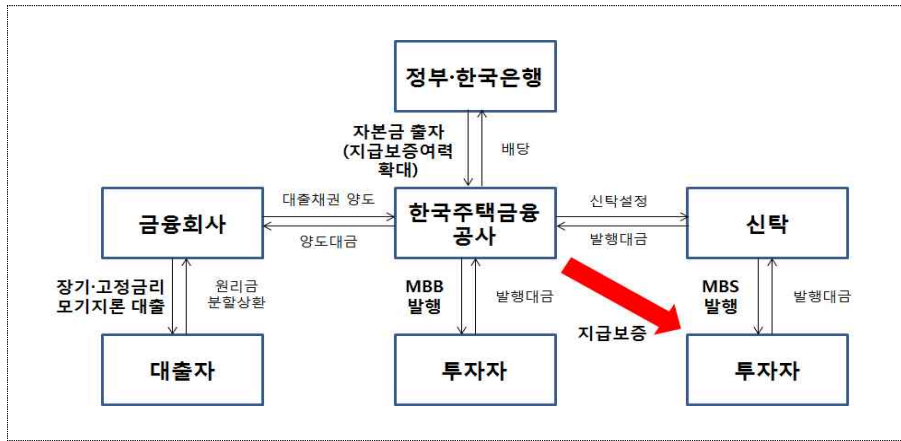 정부·한국은행
자본금 출자
(지급보증여력
확대)
배당
금융회사
대출채권 양도
양도대금
한국주택금융
공사
신탁설정
발행대금
신탁
장기·고정금리
모기지론 대출
원리금
분할상환
MBB
발행
발행대금
지급보증
MBS
발행
발행대금
대출자
투자자
투자자